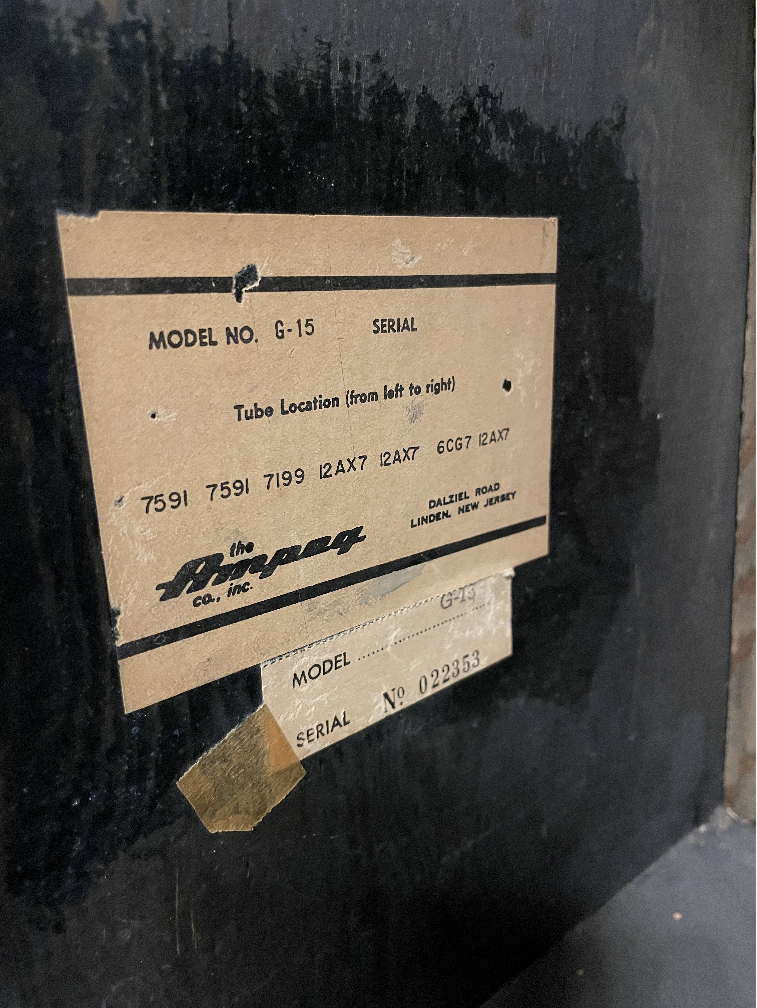 MODEL NO. G-15 SERIAL
Tube Location (from left to right)
7591 7591 7199 12AX7 12AX7 6CG7 12AX7
the
Ampeg
co., inc.
DALZIEL ROAD
LINDEN, NEW JERSEY
MODEL .................... G-15
SERIAL Nº 022353